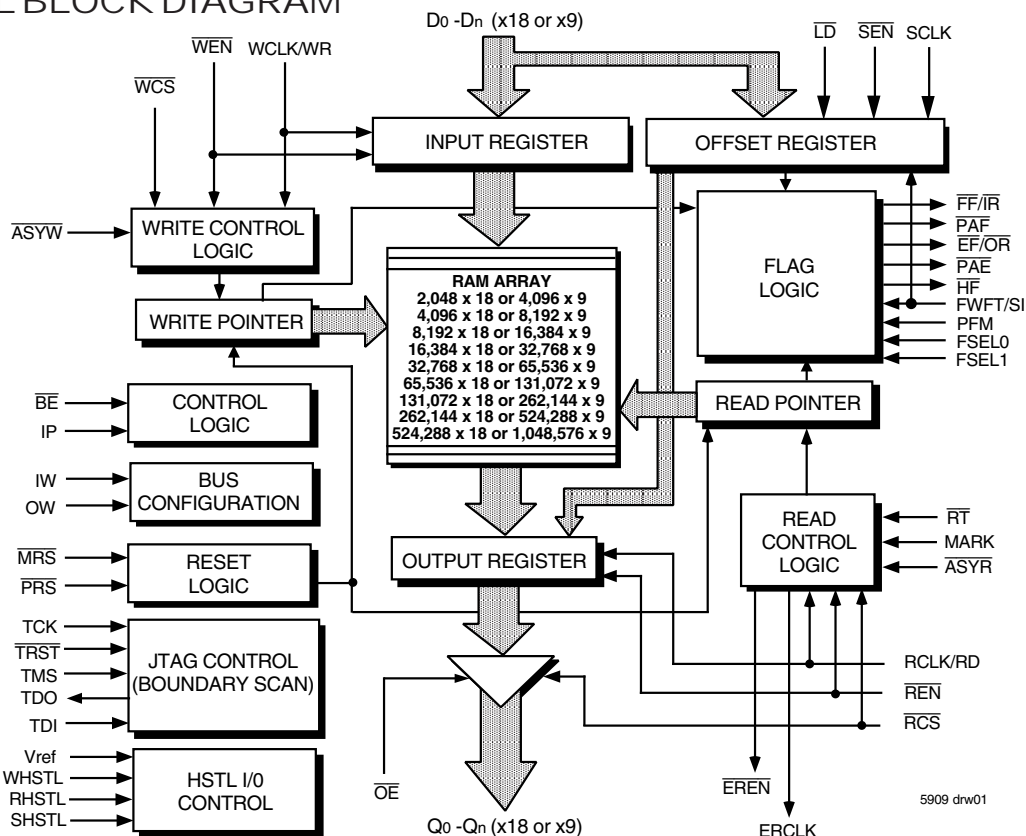 BLOCK DIAGRAM
D0 -Dn (x18 or x9)
WEN WCLK/WR
LD SEN SCLK
WCS
INPUT REGISTER
OFFSET REGISTER
ASYW
WRITE CONTROL
LOGIC
WRITE POINTER
RAM ARRAY
2,048 x 18 or 4,096 x 9
4,096 x 18 or 8,192 x 9
8,192 x 18 or 16,384 x 9
16,384 x 18 or 32,768 x 9
32,768 x 18 or 65,536 x 9
65,536 x 18 or 131,072 x 9
131,072 x 18 or 262,144 x 9
262,144 x 18 or 524,288 x 9
524,288 x 18 or 1,048,576 x 9
FLAG
LOGIC
FF/IR
PAF
EF/OR
PAE
HF
FWFT/SI
PFM
FSEL0
FSEL1
READ POINTER
BE
IP
CONTROL
LOGIC
IW
OW
BUS
CONFIGURATION
MRS
PRS
RESET
LOGIC
OUTPUT REGISTER
READ
CONTROL
LOGIC
RT
MARK
ASYR
TCK
TRST
TMS
TDO
TDI
JTAG CONTROL
(BOUNDARY SCAN)
RCLK/RD
REN
RCS
Vref
WHSTL
RHSTL
SHSTL
HSTL I/0
CONTROL
OE
EREN
ERCLK
5909 drw01
Q0 -Qn (x18 or x9)